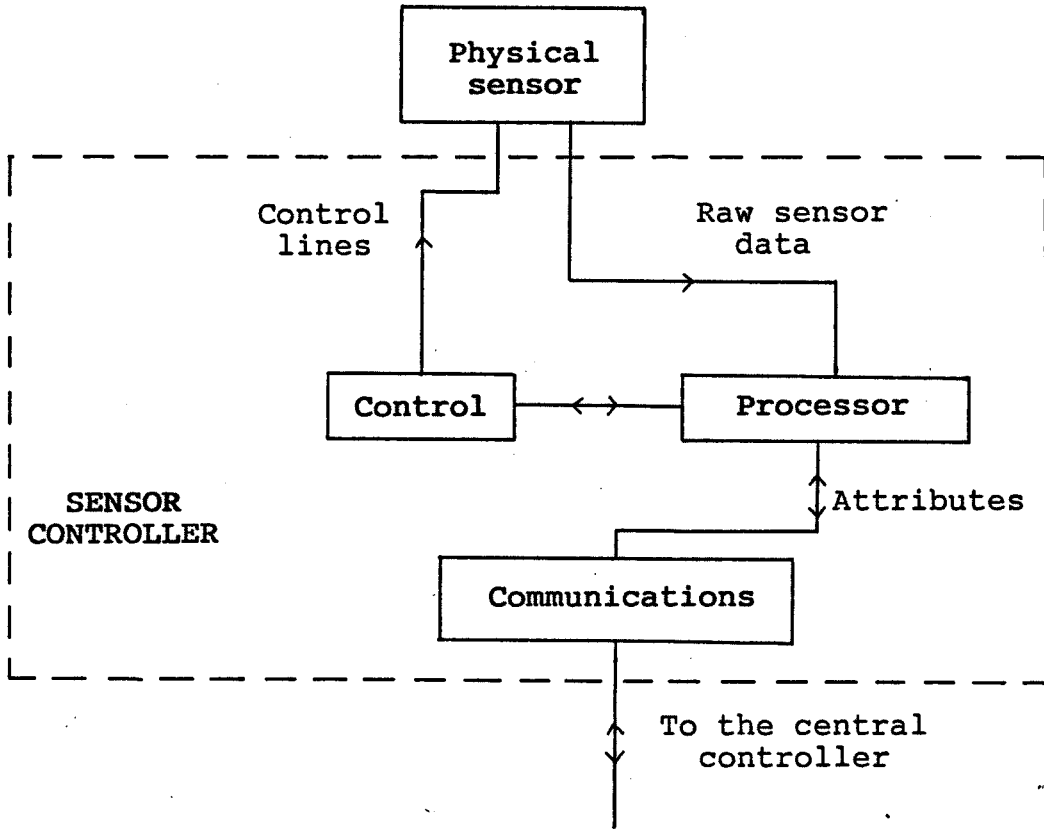 Physical
sensor
Control
lines
Raw sensor
data
Control
Processor
SENSOR
CONTROLLER
Attributes
Communications
To the central
controller